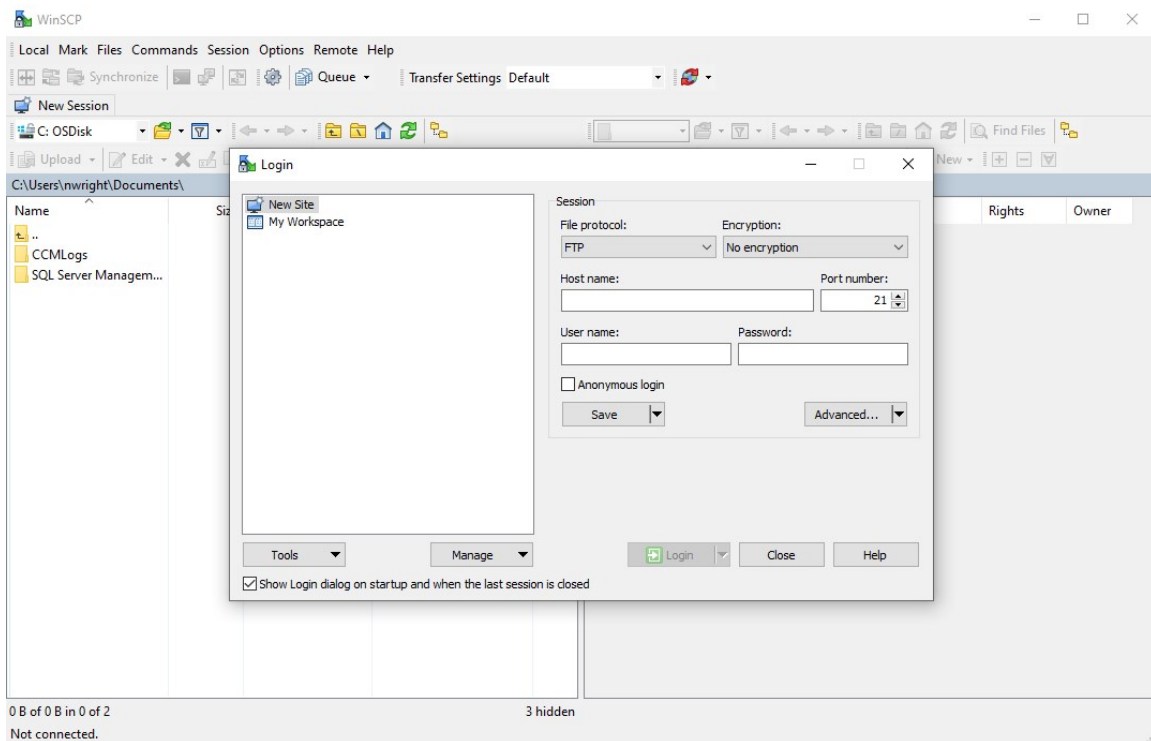 WinSCP
Local Mark Files Commands Session Options Remote Help
Synchronize Queue Transfer Settings Default
New Session
C: OSDisk Find Files
Upload Edit New
Login
C:\Users\nwright\Documents\
Name Siz Rights Owner
..
CCMLogs
SQL Server Managem...
New Site
My Workspace
Session
File protocol: Encryption:
FTP No encryption
Host name: Port number:
21
User name: Password:
Anonymous login
Save Advanced...
Tools Manage Login Close Help
Show Login dialog on startup and when the last session is closed
0 B of 0 B in 0 of 2 3 hidden
Not connected.